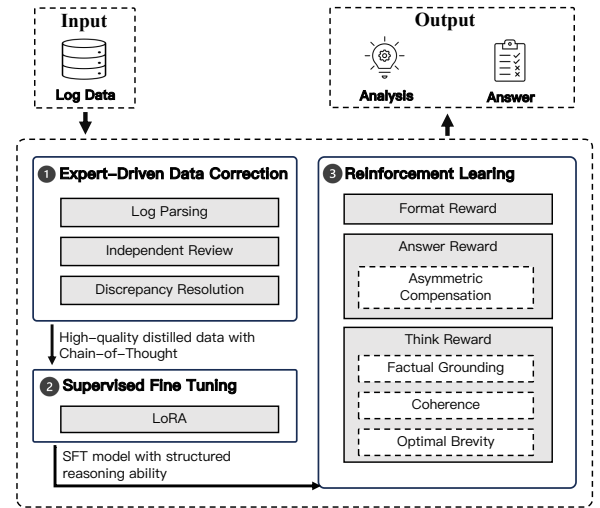 Input
Log Data
Output
Analysis
Answer
1 Expert-Driven Data Correction
Log Parsing
Independent Review
Discrepancy Resolution
High-quality distilled data with
Chain-of-Thought
2 Supervised Fine Tuning
LoRA
SFT model with structured
reasoning ability
3 Reinforcement Learing
Format Reward
Answer Reward
Asymmetric
Compensation
Think Reward
Factual Grounding
Coherence
Optimal Brevity